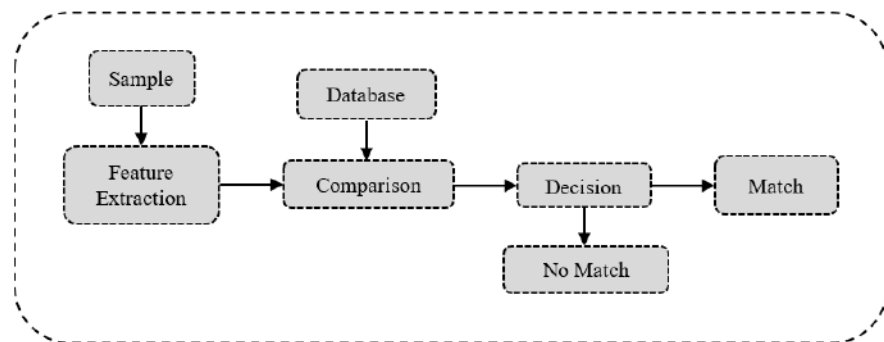 Sample
Database
Feature
Extraction
Comparison
Decision
Match
No Match